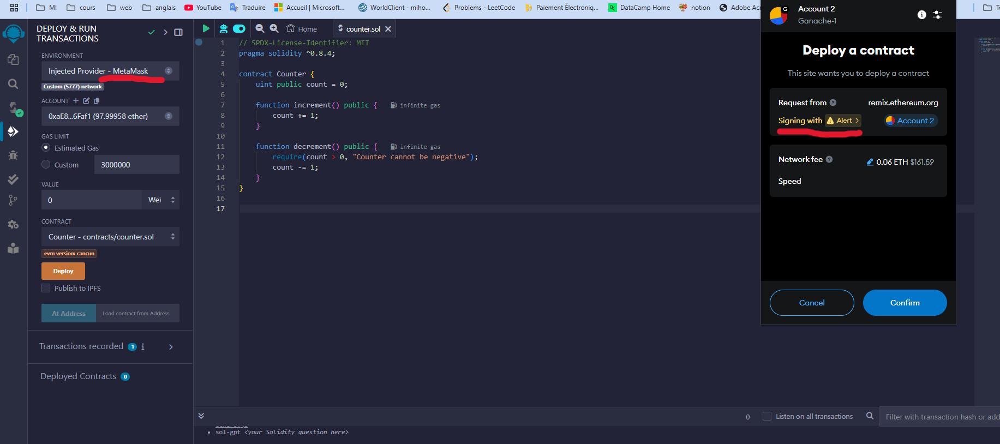 MI
cours
web
anglais
YouTube
Traduire
Accueil | Microsoft...
WorldClient - miho...
Problems - LeetCode
Paiement Électroniq...
DataCamp Home
notion
Adobe Acr
DEPLOY & RUN
TRANSACTIONS
ENVIRONMENT
Injected Provider - MetaMask
Custom (5777) network
ACCOUNT
0xaE8...6Faf1 (97.99958 ether)
GAS LIMIT
Estimated Gas
Custom
3000000
VALUE
0
Wei
CONTRACT
Counter - contracts/counter.sol
evm version: cancun
Deploy
Publish to IPFS
At Address
Load contract from Address
Transactions recorded 1 i
Deployed Contracts 0
Home
counter.sol
1 // SPDX-License-Identifier: MIT
2 pragma solidity ^0.8.4;
3
4 contract Counter {
5 uint public count = 0;
6
7 function increment() public { infinite gas
8 count += 1;
9 }
10
11 function decrement() public { infinite gas
12 require(count > 0, "Counter cannot be negative");
13 count -= 1;
14 }
15 }
16
17
0
Listen on all transactions
Filter with transaction hash or add
sol-gpt <your Solidity question here>
G
Account 2
Ganache-1
Deploy a contract
This site wants you to deploy a contract
Request from
remix.ethereum.org
Signing with
Alert
Account 2
Network fee
0.06 ETH $161.59
Speed
Cancel
Confirm